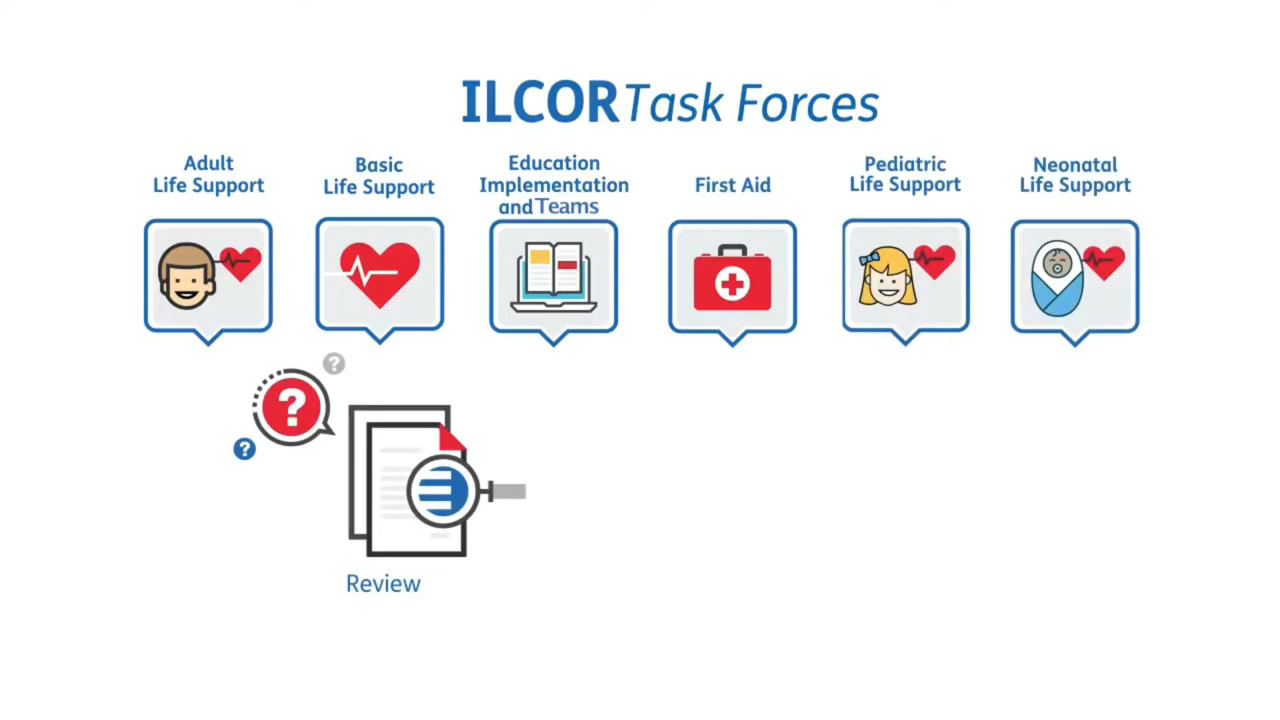 ILCOR Task Forces
Adult
Life Support
Basic
Life Support
Education
Implementation
and Teams
First Aid
Pediatric
Life Support
Neonatal
Life Support
?
?
?
Review